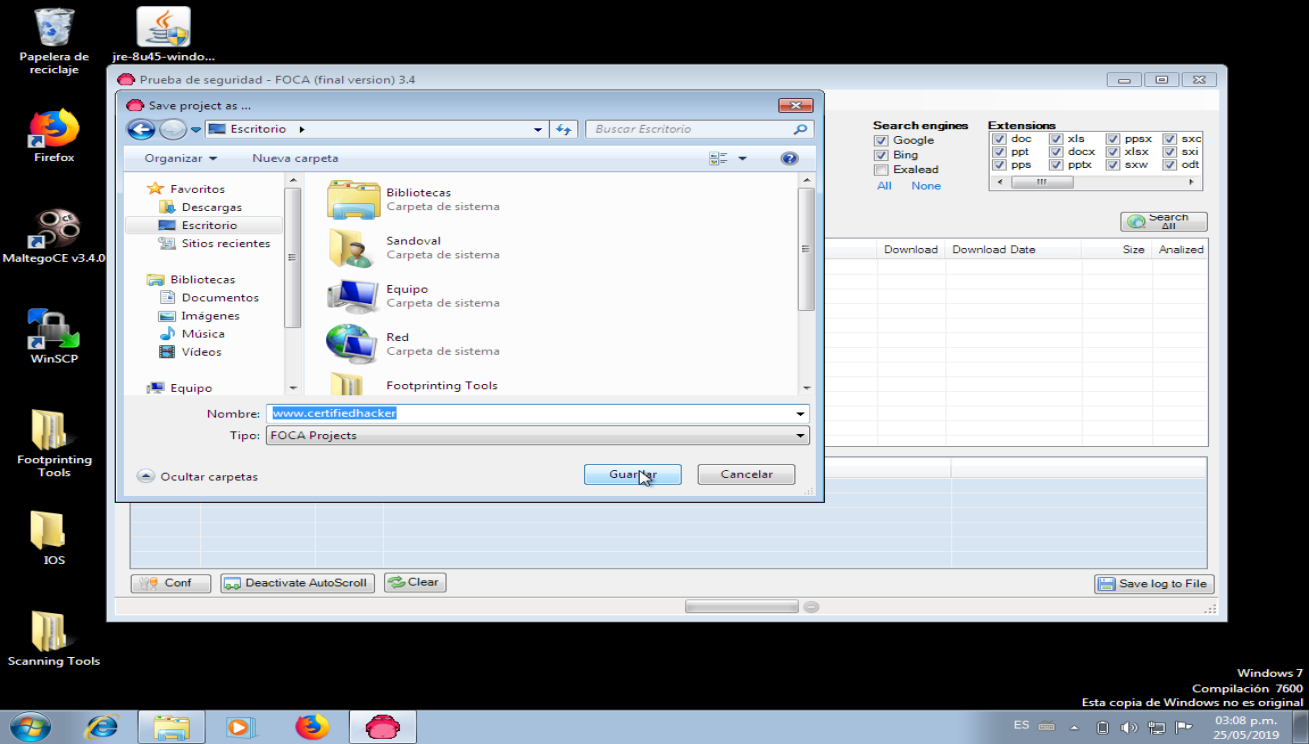 Papelera de
reciclaje
jre-8u45-windo...
Firefox
MaltegoCE v3.4.0
WinSCP
Footprinting
Tools
IOS
Scanning Tools
Prueba de seguridad - FOCA (final version) 3.4
Save project as ...
Escritorio
Buscar Escritorio
Organizar
Nueva carpeta
Favoritos
Descargas
Escritorio
Sitios recientes
Bibliotecas
Documentos
Imágenes
Música
Vídeos
Equipo
Bibliotecas
Carpeta de sistema
Sandoval
Carpeta de sistema
Equipo
Carpeta de sistema
Red
Carpeta de sistema
Footprinting Tools
Nombre: www.certifiedhacker
Tipo: FOCA Projects
Ocultar carpetas
Guardar
Cancelar
Search engines
Google
Bing
Exalead
All None
Extensions
doc xls ppsx sxc
ppt docx xlsx sxi
pps pptx sxw odt
Search
All
Download Download Date Size Analized
Conf
Deactivate AutoScroll
Clear
Save log to File
Windows 7
Compilación 7600
Esta copia de Windows no es original
ES
03:08 p.m.
25/05/2019